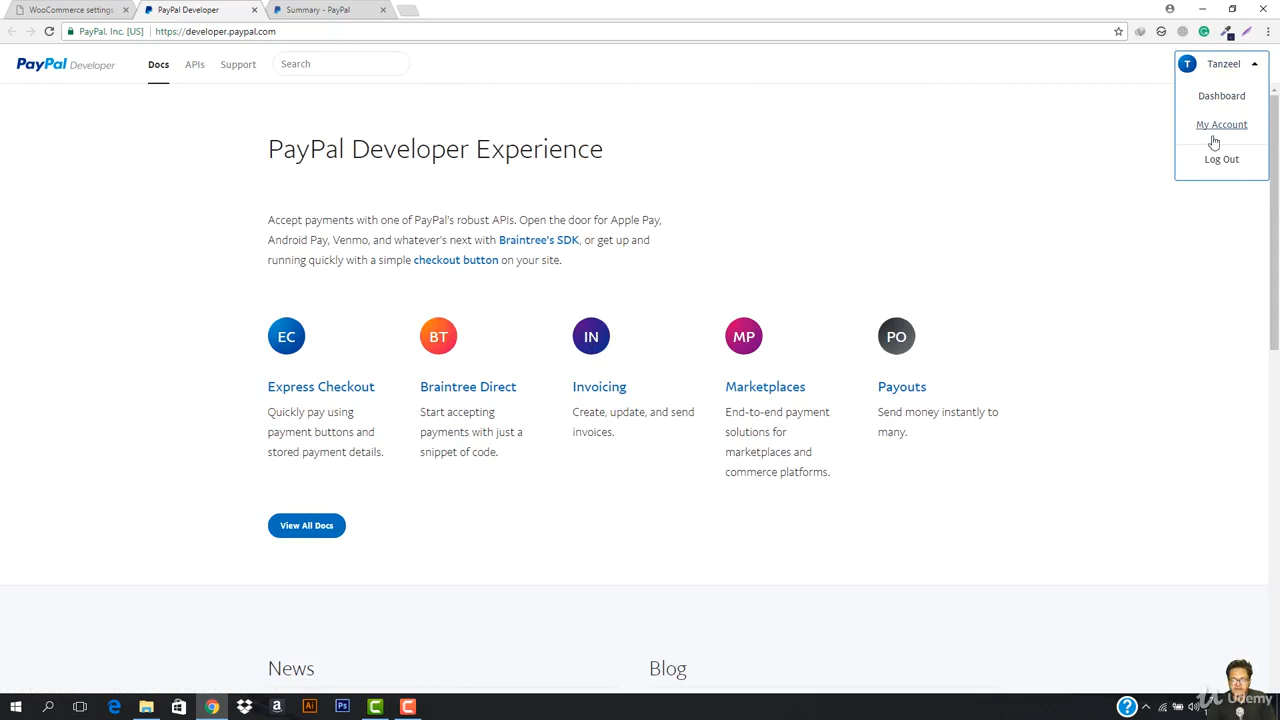 WooCommerce settings
PayPal Developer
Summary - PayPal
PayPal, Inc. [US]
https://developer.paypal.com
PayPal Developer
Docs
APIs
Support
Search
T
Tanzeel
Dashboard
My Account
Log Out
PayPal Developer Experience
Accept payments with one of PayPal's robust APIs. Open the door for Apple Pay,
Android Pay, Venmo, and whatever's next with Braintree's SDK, or get up and
running quickly with a simple checkout button on your site.
EC
Express Checkout
Quickly pay using
payment buttons and
stored payment details.
BT
Braintree Direct
Start accepting
payments with just a
snippet of code.
IN
Invoicing
Create, update, and send
invoices.
MP
Marketplaces
End-to-end payment
solutions for
marketplaces and
commerce platforms.
PO
Payouts
Send money instantly to
many.
View All Docs
News
Blog
Udemy